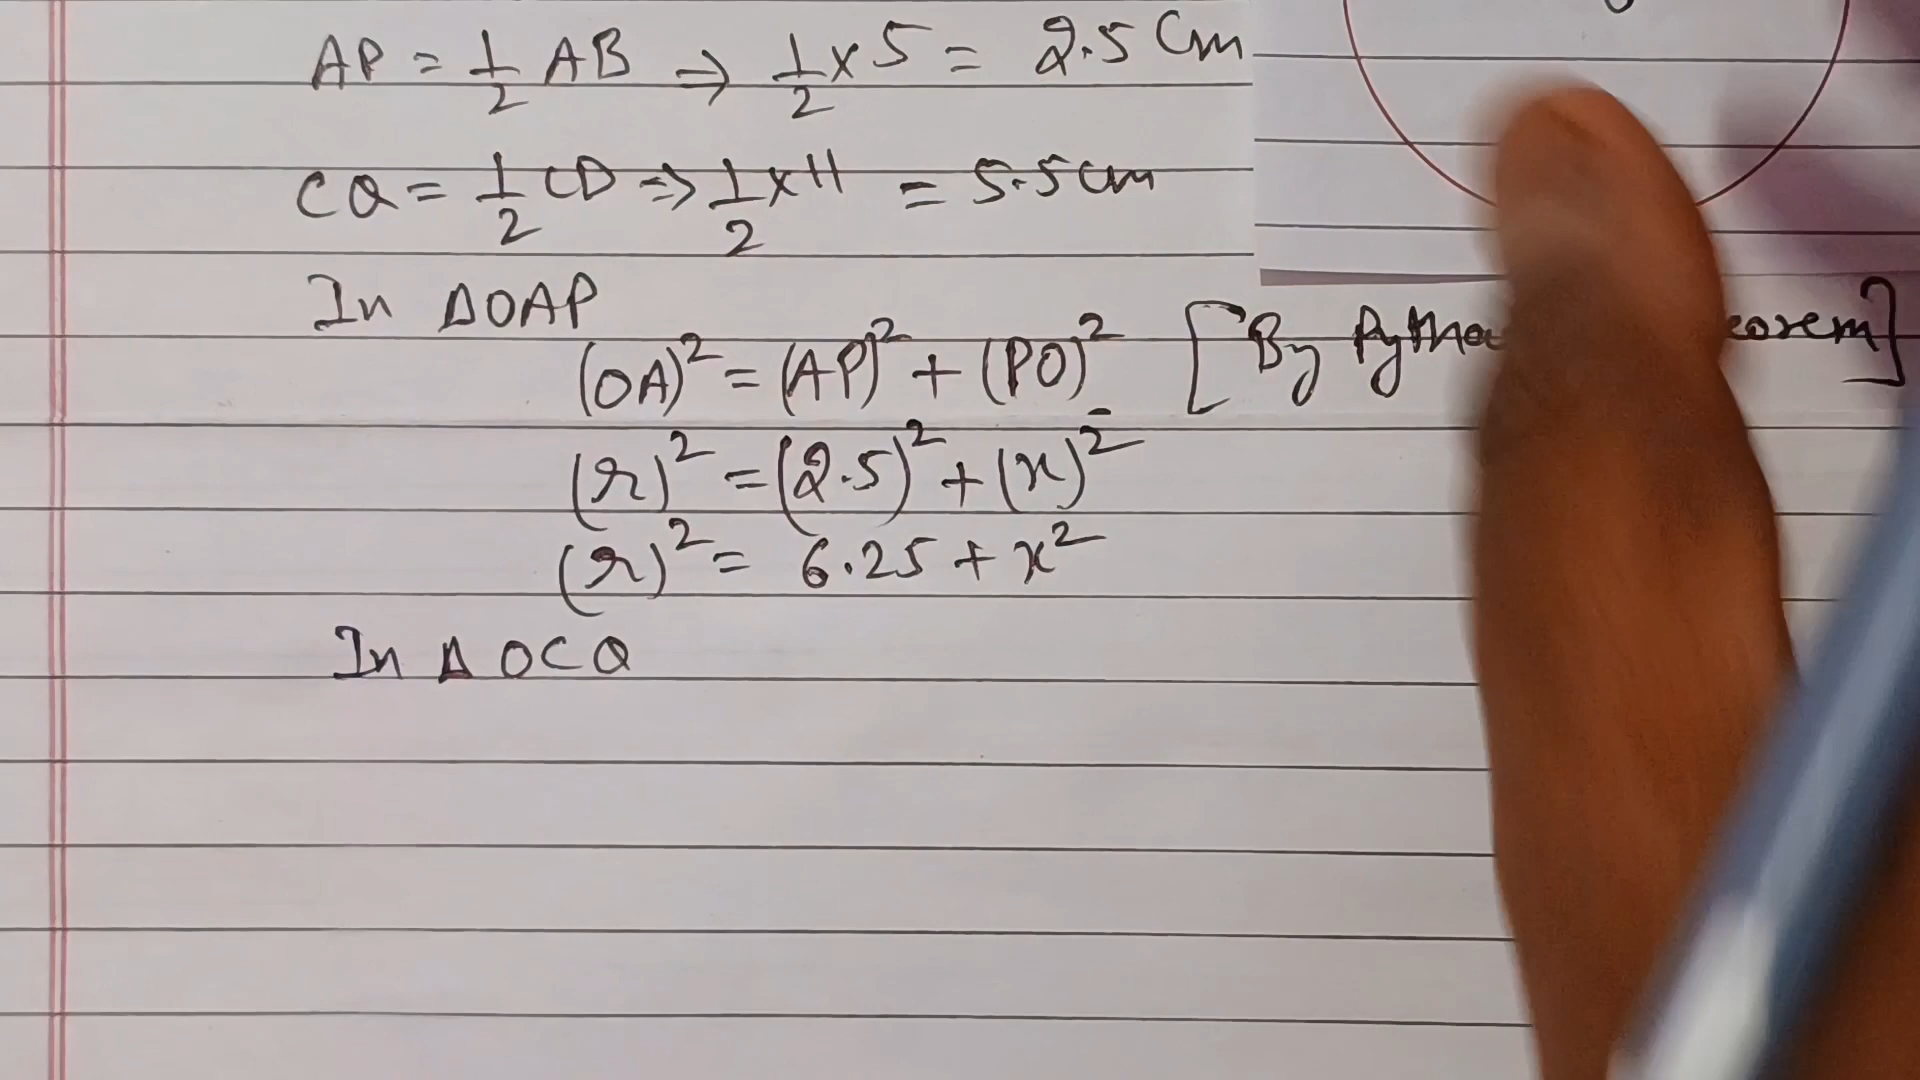 AP = 1/2 AB ⇒ 1/2 × 5 = 2.5 Cm
CQ = 1/2 CD ⇒ 1/2 × 11 = 5.5 cm
In ΔOAP
(OA)² = (AP)² + (PO)² [By
(r)² = (2.5)² + (x)²
(r)² = 6.25 + x²
In Δ OCQ